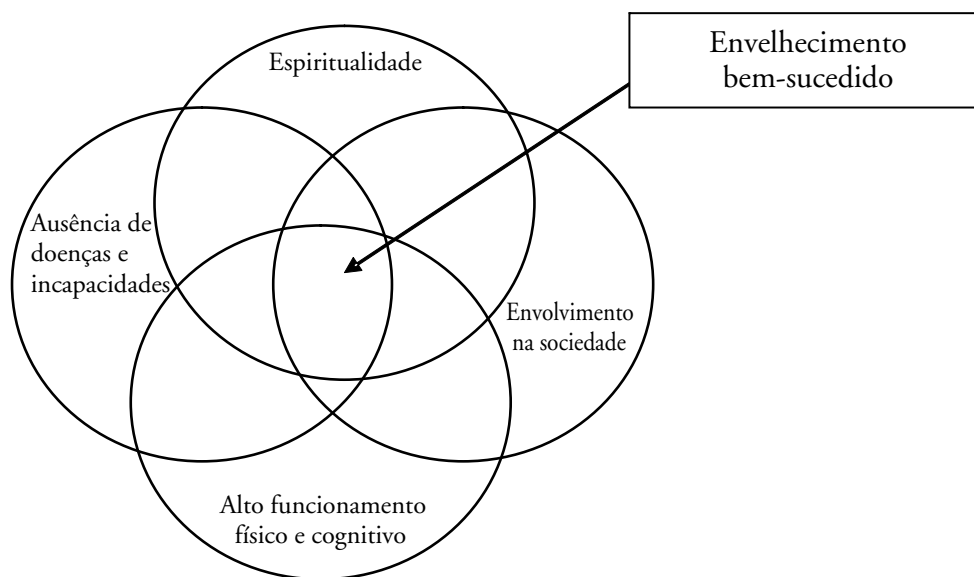 Espiritualidade
Envelhecimento
bem-sucedido
Ausência de
doenças e
incapacidades
Envolvimento
na sociedade
Alto funcionamento
físico e cognitivo